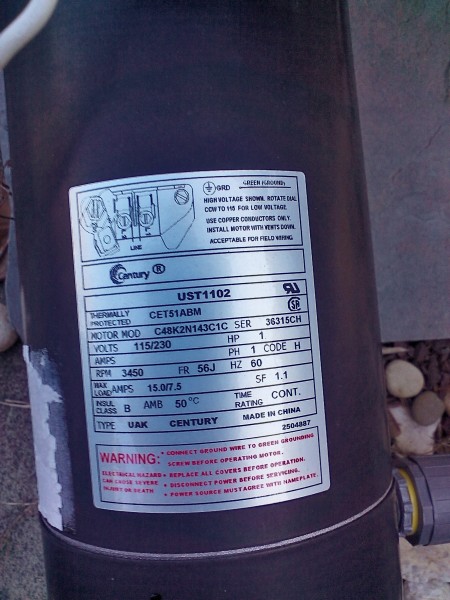 GRD GREEN (GROUND)
HIGH VOLTAGE SHOWN. ROTATE DIAL
CCW TO 115 FOR LOW VOLTAGE.
USE COPPER CONDUCTORS ONLY.
INSTALL MOTOR WITH VENTS DOWN.
ACCEPTABLE FOR FIELD WIRING
LINE
Century ®
UST1102
THERMALLY PROTECTED CET51ABM
MOTOR MOD C48K2N143C1C SER 36315CH
VOLTS 115/230 HP 1
AMPS PH 1 CODE H
RPM 3450 FR 56J HZ 60
MAX LOAD AMPS 15.0/7.5 SF 1.1
INSUL CLASS B AMB 50°C TIME RATING CONT.
TYPE UAK CENTURY MADE IN CHINA
2504887
WARNING:
ELECTRICAL HAZARDS
CAN CAUSE SEVERE
INJURY OR DEATH
• CONNECT GROUND WIRE TO GREEN GROUNDING
SCREW BEFORE OPERATING MOTOR.
• REPLACE ALL COVERS BEFORE OPERATION.
• DISCONNECT POWER BEFORE SERVICING.
• POWER SOURCE MUST AGREE WITH NAMEPLATE.